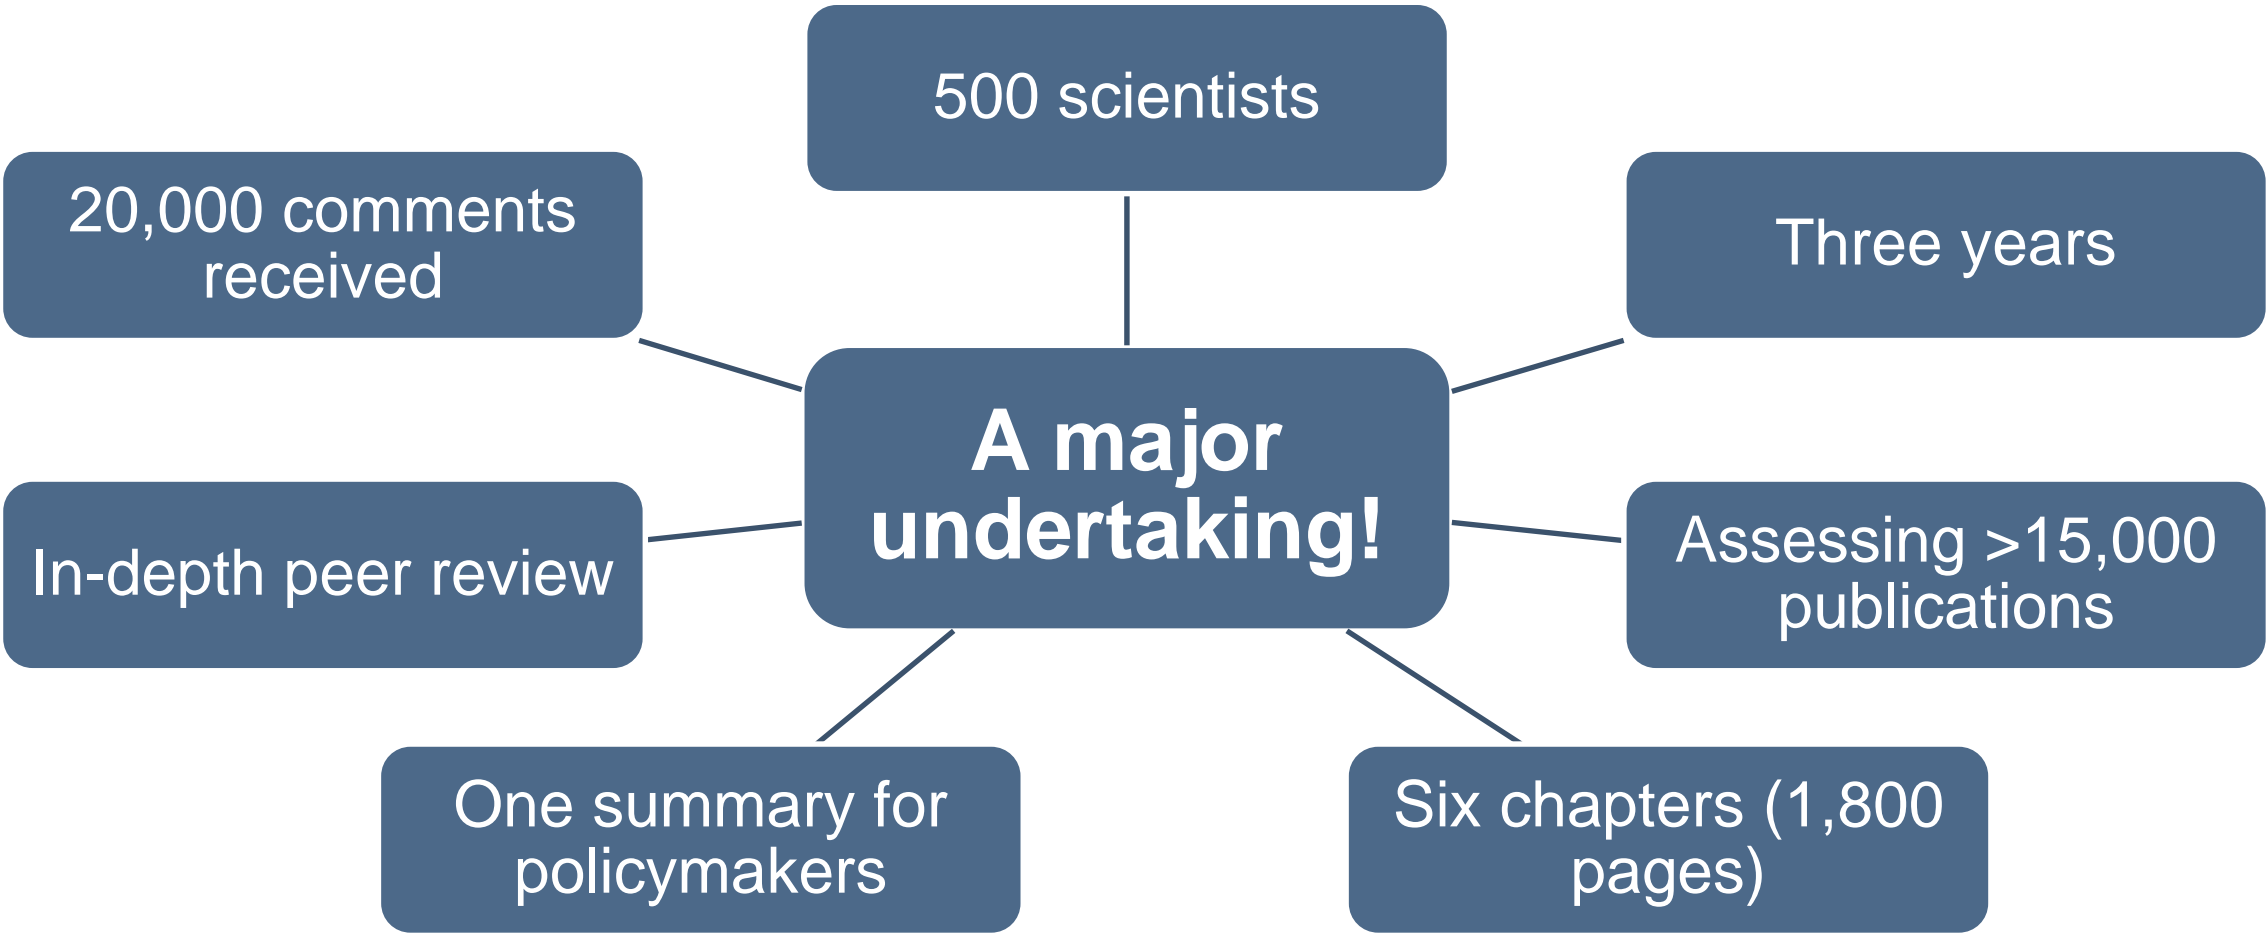 500 scientists
20,000 comments
received
Three years
A major
undertaking!
In-depth peer review
Assessing >15,000
publications
One summary for
policymakers
Six chapters (1,800
pages)